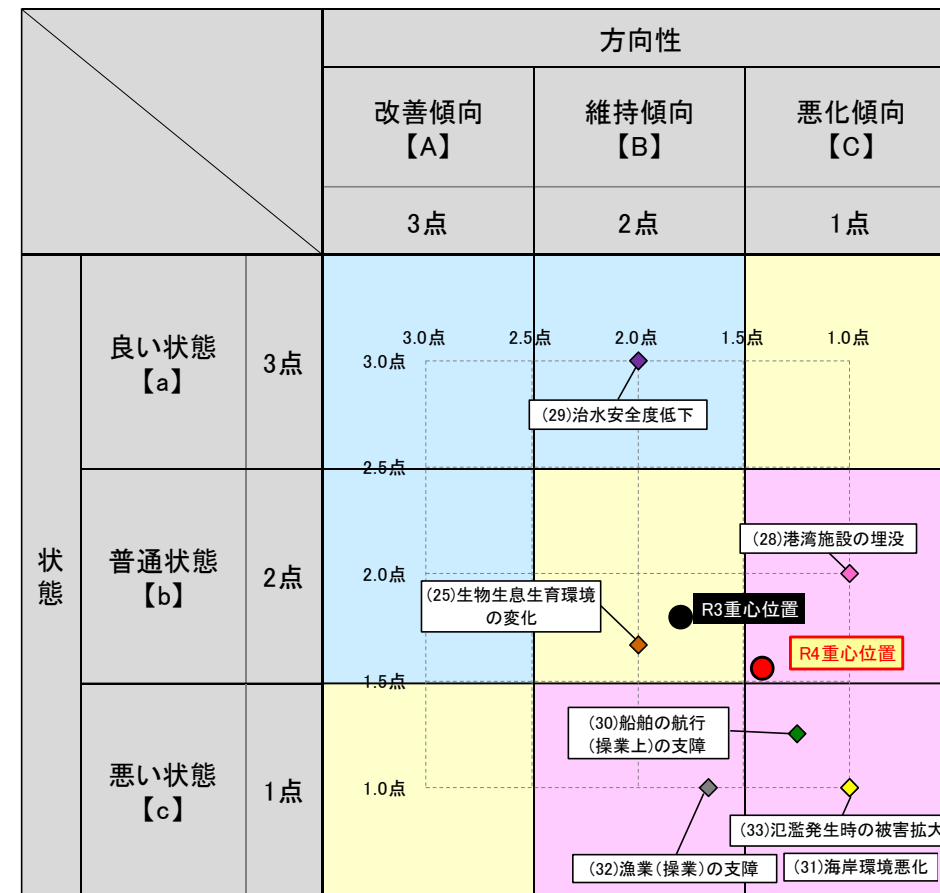 方向性
改善傾向
【A】
維持傾向
【B】
悪化傾向
【C】
3点
2点
1点
状態
良い状態
【a】
3点
普通状態
【b】
2点
悪い状態
【c】
1点
3.0点
2.5点
2.0点
1.5点
1.0点
3.0点
2.5点
2.0点
1.5点
1.0点
(29)治水安全度低下
(28)港湾施設の埋没
(25)生物生息生育環境
の変化
R3重心位置
R4重心位置
(30)船舶の航行
(操業上)の支障
(33)氾濫発生時の被害拡大
(32)漁業(操業)の支障
(31)海岸環境悪化